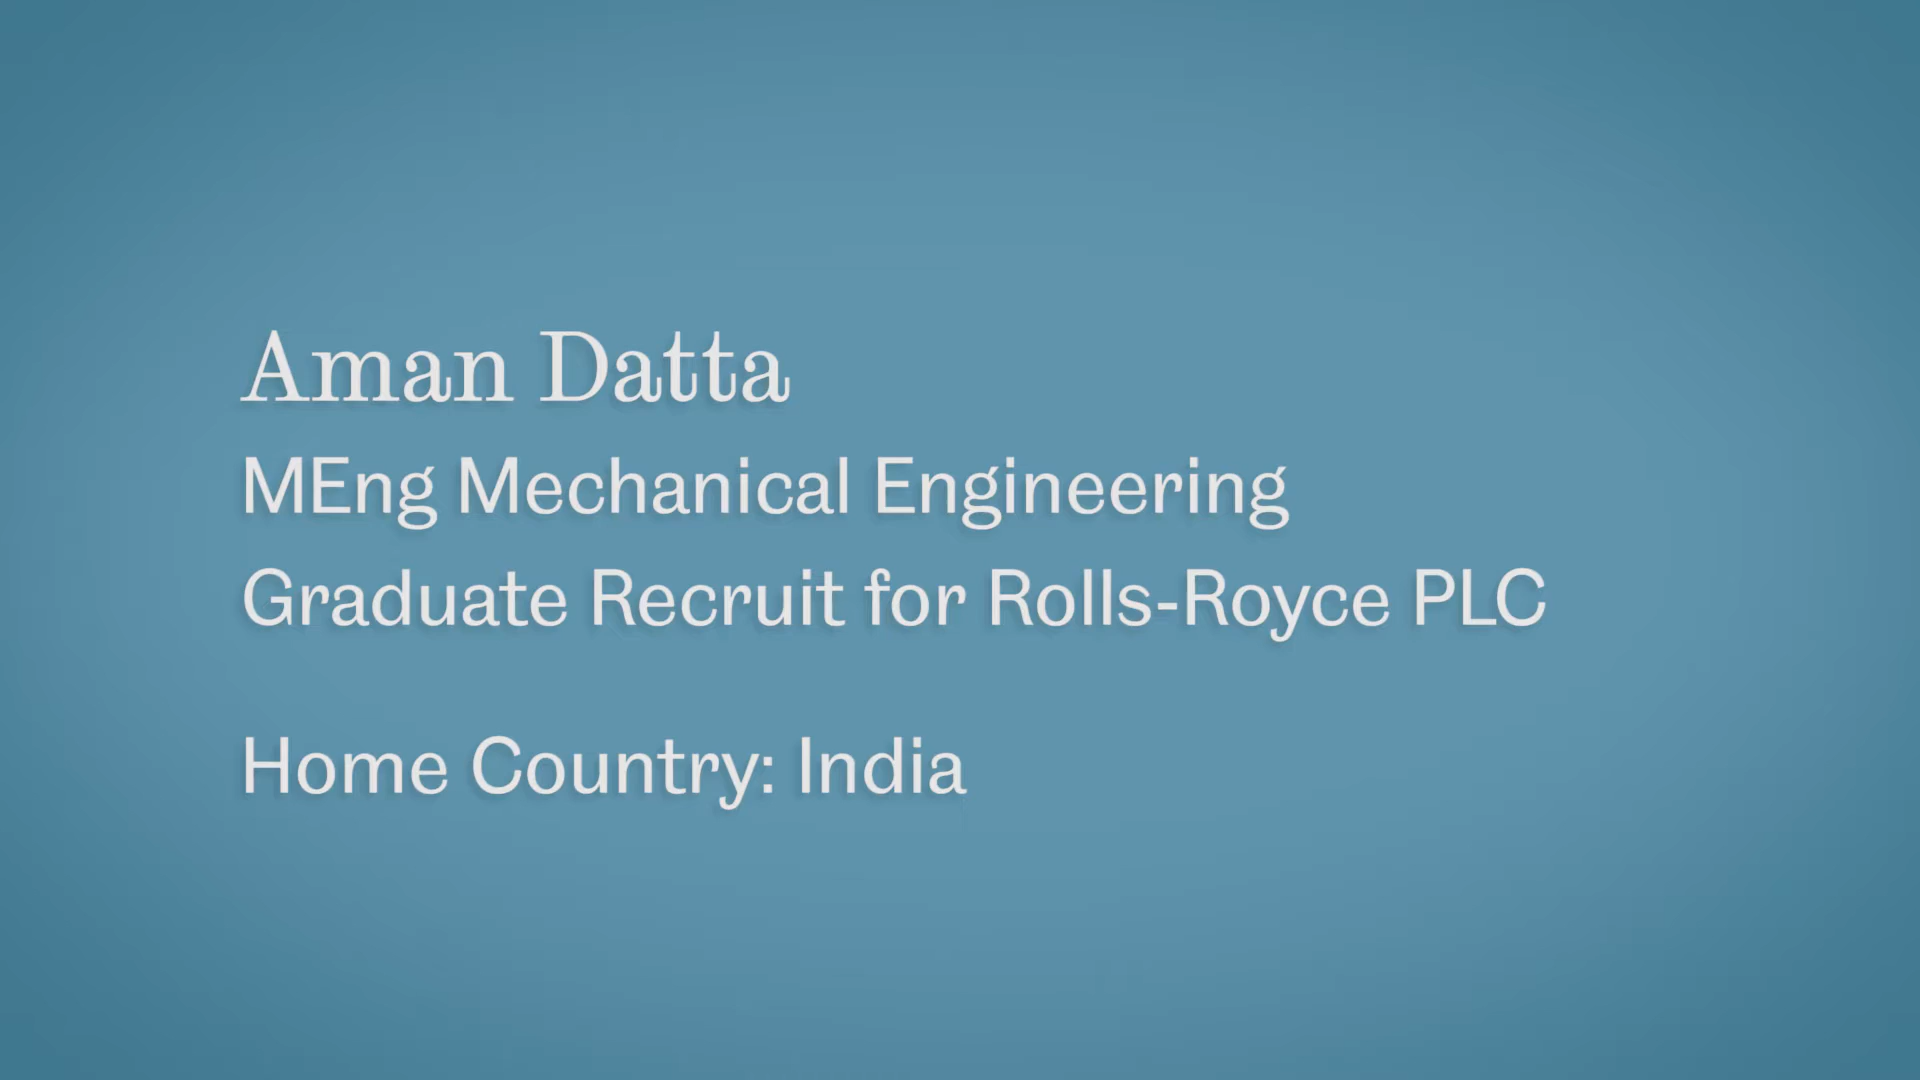 Aman Datta
MEng Mechanical Engineering
Graduate Recruit for Rolls-Royce PLC
Home Country: India